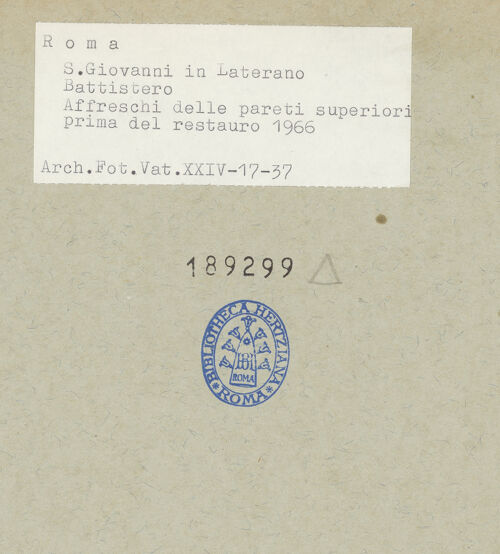 R o m a
S.Giovanni in Laterano
Battistero
Affreschi delle pareti superiori
prima del restauro 1966
Arch.Fot.Vat.XXIV-17-37
189299
BIBLIOTHECA HERTZIANA
ROMA
ROMA